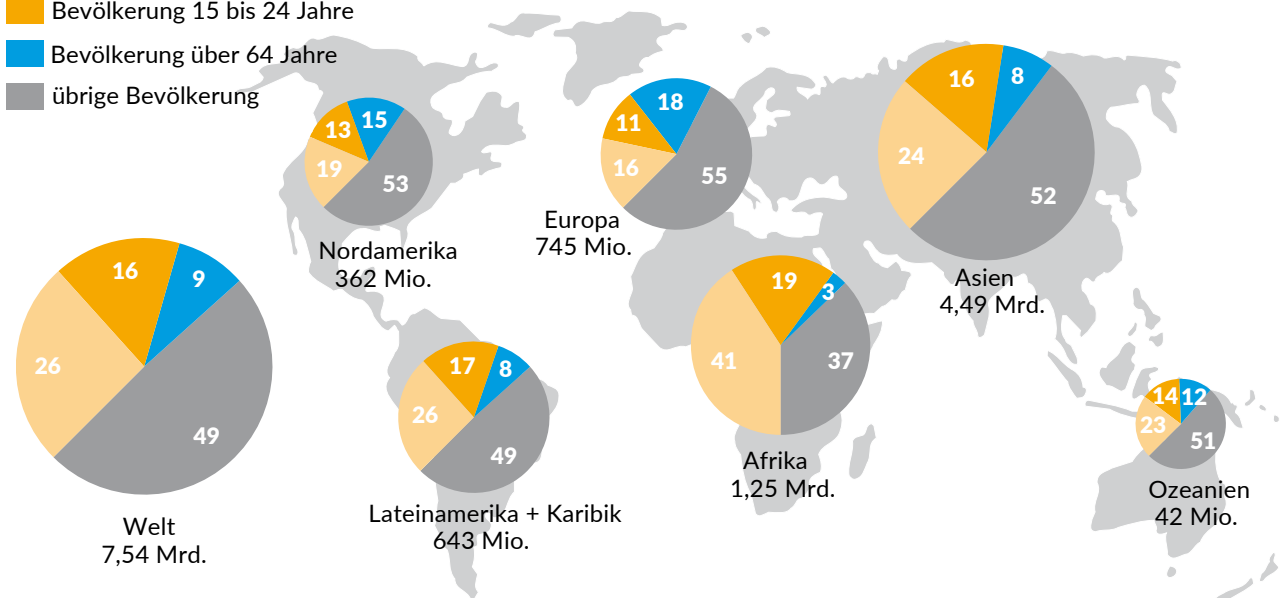 Bevölkerung 15 bis 24 Jahre
Bevölkerung über 64 Jahre
übrige Bevölkerung
13
15
19
53
Nordamerika
362 Mio.
18
11
16
55
Europa
745 Mio.
16
8
24
52
Asien
4,49 Mrd.
16
9
26
49
Welt
7,54 Mrd.
17
8
26
49
Lateinamerika + Karibik
643 Mio.
19
3
41
37
Afrika
1,25 Mrd.
14
12
23
51
Ozeanien
42 Mio.